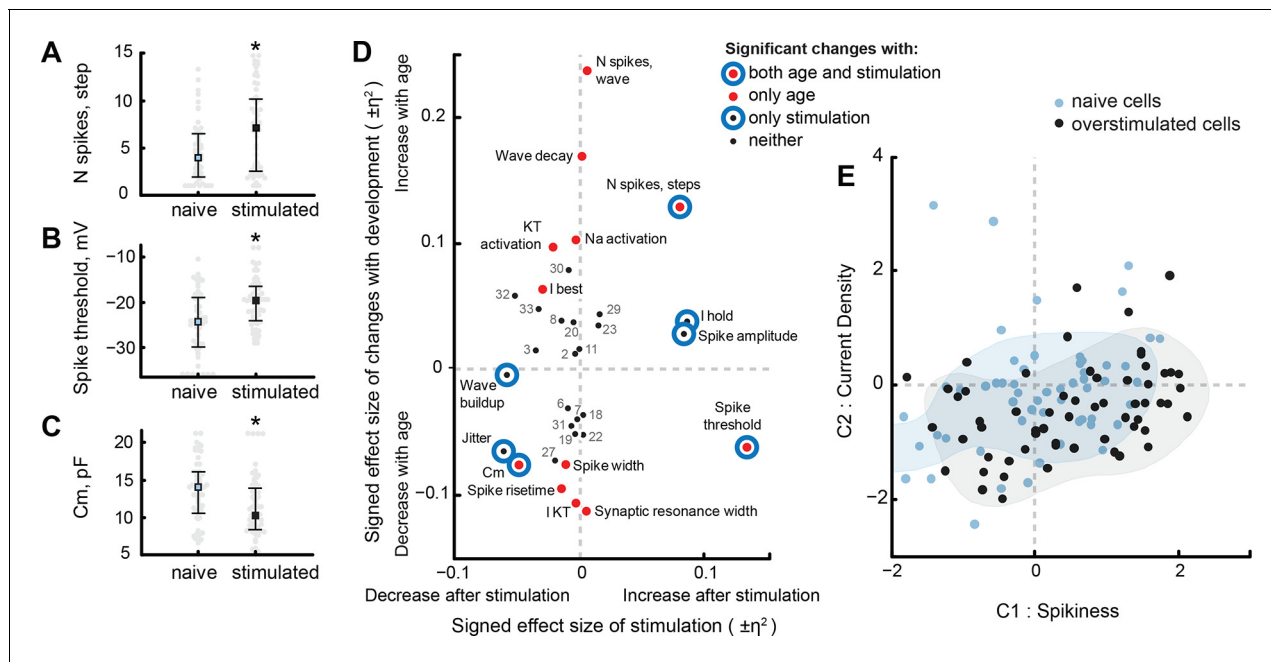 A
N spikes, step
15
10
5
0
*
naive
stimulated
B
Spike threshold, mV
−10
−20
−30
*
naive
stimulated
C
Cm, pF
20
15
10
5
*
naive
stimulated
D
Signed effect size of changes with development ( ±η²)
Increase with age
Decrease with age
0.2
0.1
0
−0.1
N spikes,
wave
Wave decay
N spikes, steps
KT
activation
Na activation
30
I best
32
33
8
20
29
23
3
2
11
I hold
Spike amplitude
Wave
buildup
6
7
18
31
19
22
27
Jitter
Cm
Spike width
Spike risetime
I KT
Synaptic resonance width
Spike
threshold
−0.1
0
0.1
Decrease after stimulation
Increase after stimulation
Signed effect size of stimulation ( ±η²)
Significant changes with:
both age and stimulation
only age
only stimulation
neither
naive cells
overstimulated cells
E
C2 : Current Density
4
2
0
−2
−2
0
2
C1 : Spikiness